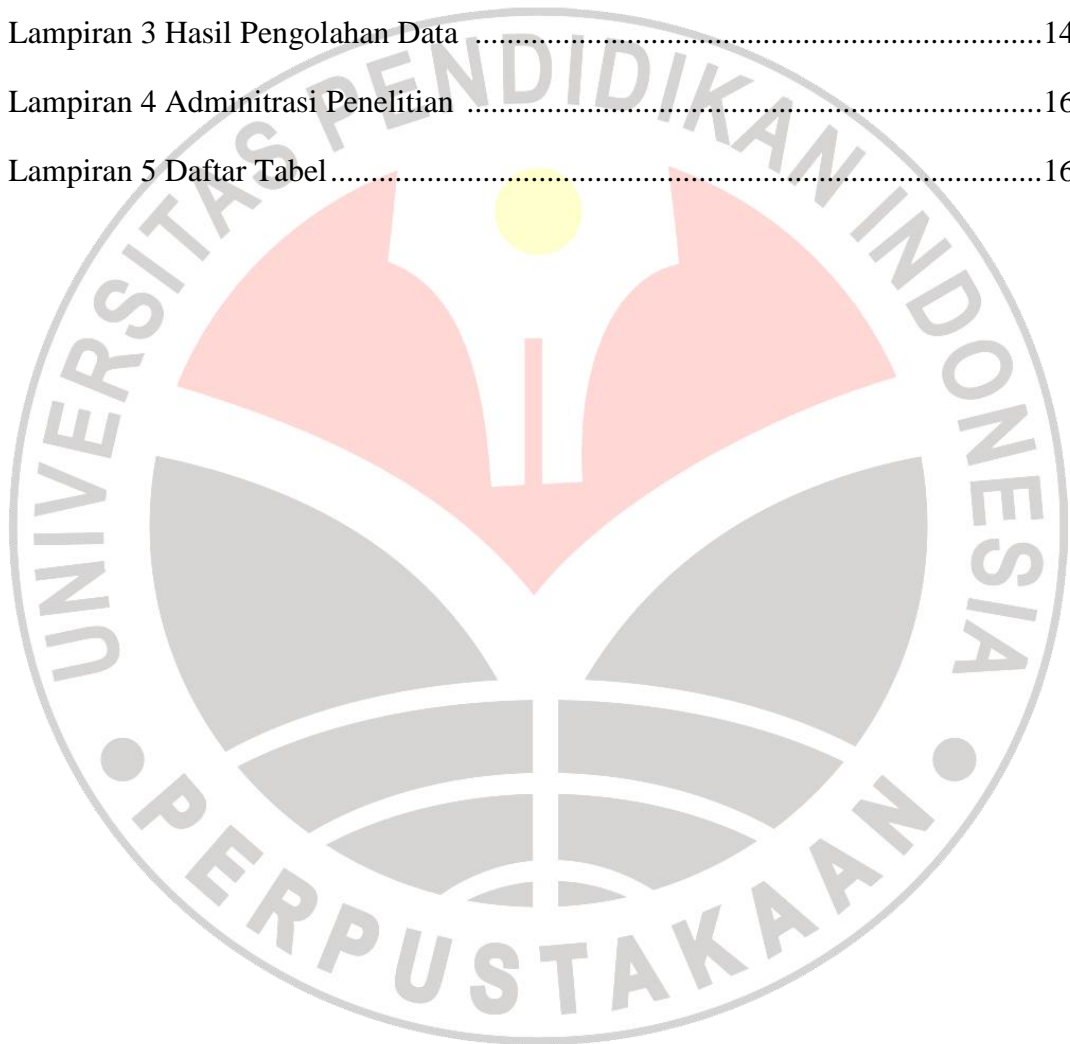 Lampiran 3 Hasil Pengolahan Data ........................................................................14
Lampiran 4 Adminitrasi Penelitian .........................................................................16
Lampiran 5 Daftar Tabel...........................................................................................16
UNIVERSITAS PENDIDIKAN INDONESIA
• PERPUSTAKAAN •